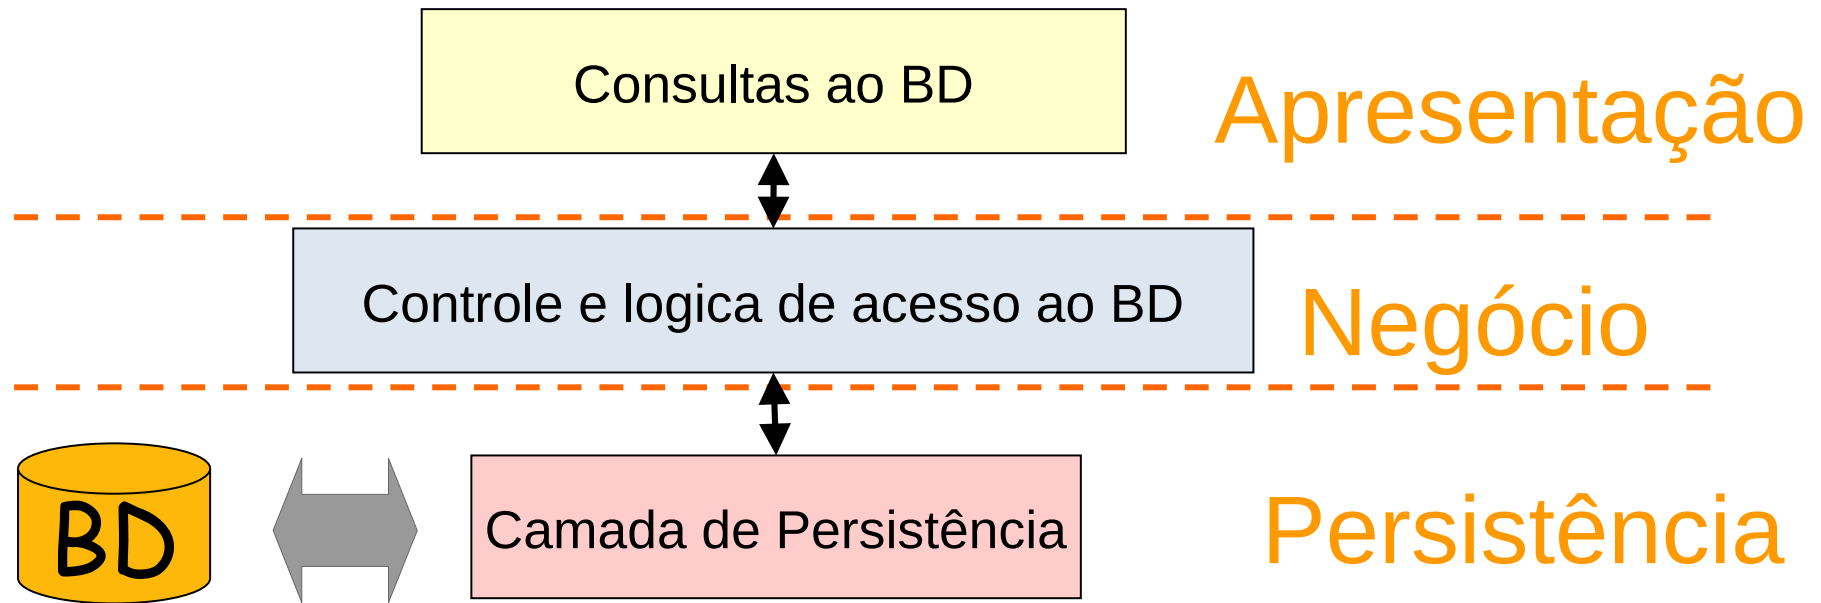 Consultas ao BD
Apresentação
Controle e logica de acesso ao BD
Negócio
BD
Camada de Persistência
Persistência